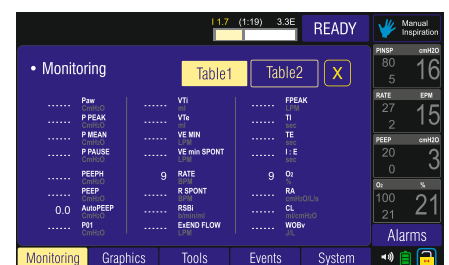 I 1.7 (1:19) 3.3E READY
Manual
Inspiration
• Monitoring Table1 Table2 X
...... Paw CmH2O ...... VTi ml ...... FPEAK LPM
...... P PEAK CmH2O ...... VTe ml ...... TI sec
...... P MEAN CmH2O ...... VE MIN LPM ...... TE sec
...... P PAUSE CmH2O ...... VE min SPONT LPM ...... I : E sec
...... PEEPH CmH2O 9 RATE BPM 9 O2 %
...... PEEP CmH2O ...... R SPONT BPM ...... RA cmH2O/L/s
0.0 AutoPEEP CmH2O ...... RSBi b/min/ml ...... CL ml/cmH2O
...... P01 CmH2O ...... ExEND FLOW LPM ...... WOBv J/L
PINSP cmH2O
80
5
16
RATE EPM
27
2
15
PEEP cmH2O
20
0
3
O2 %
100
21
21
Alarms
Monitoring Graphics Tools Events System